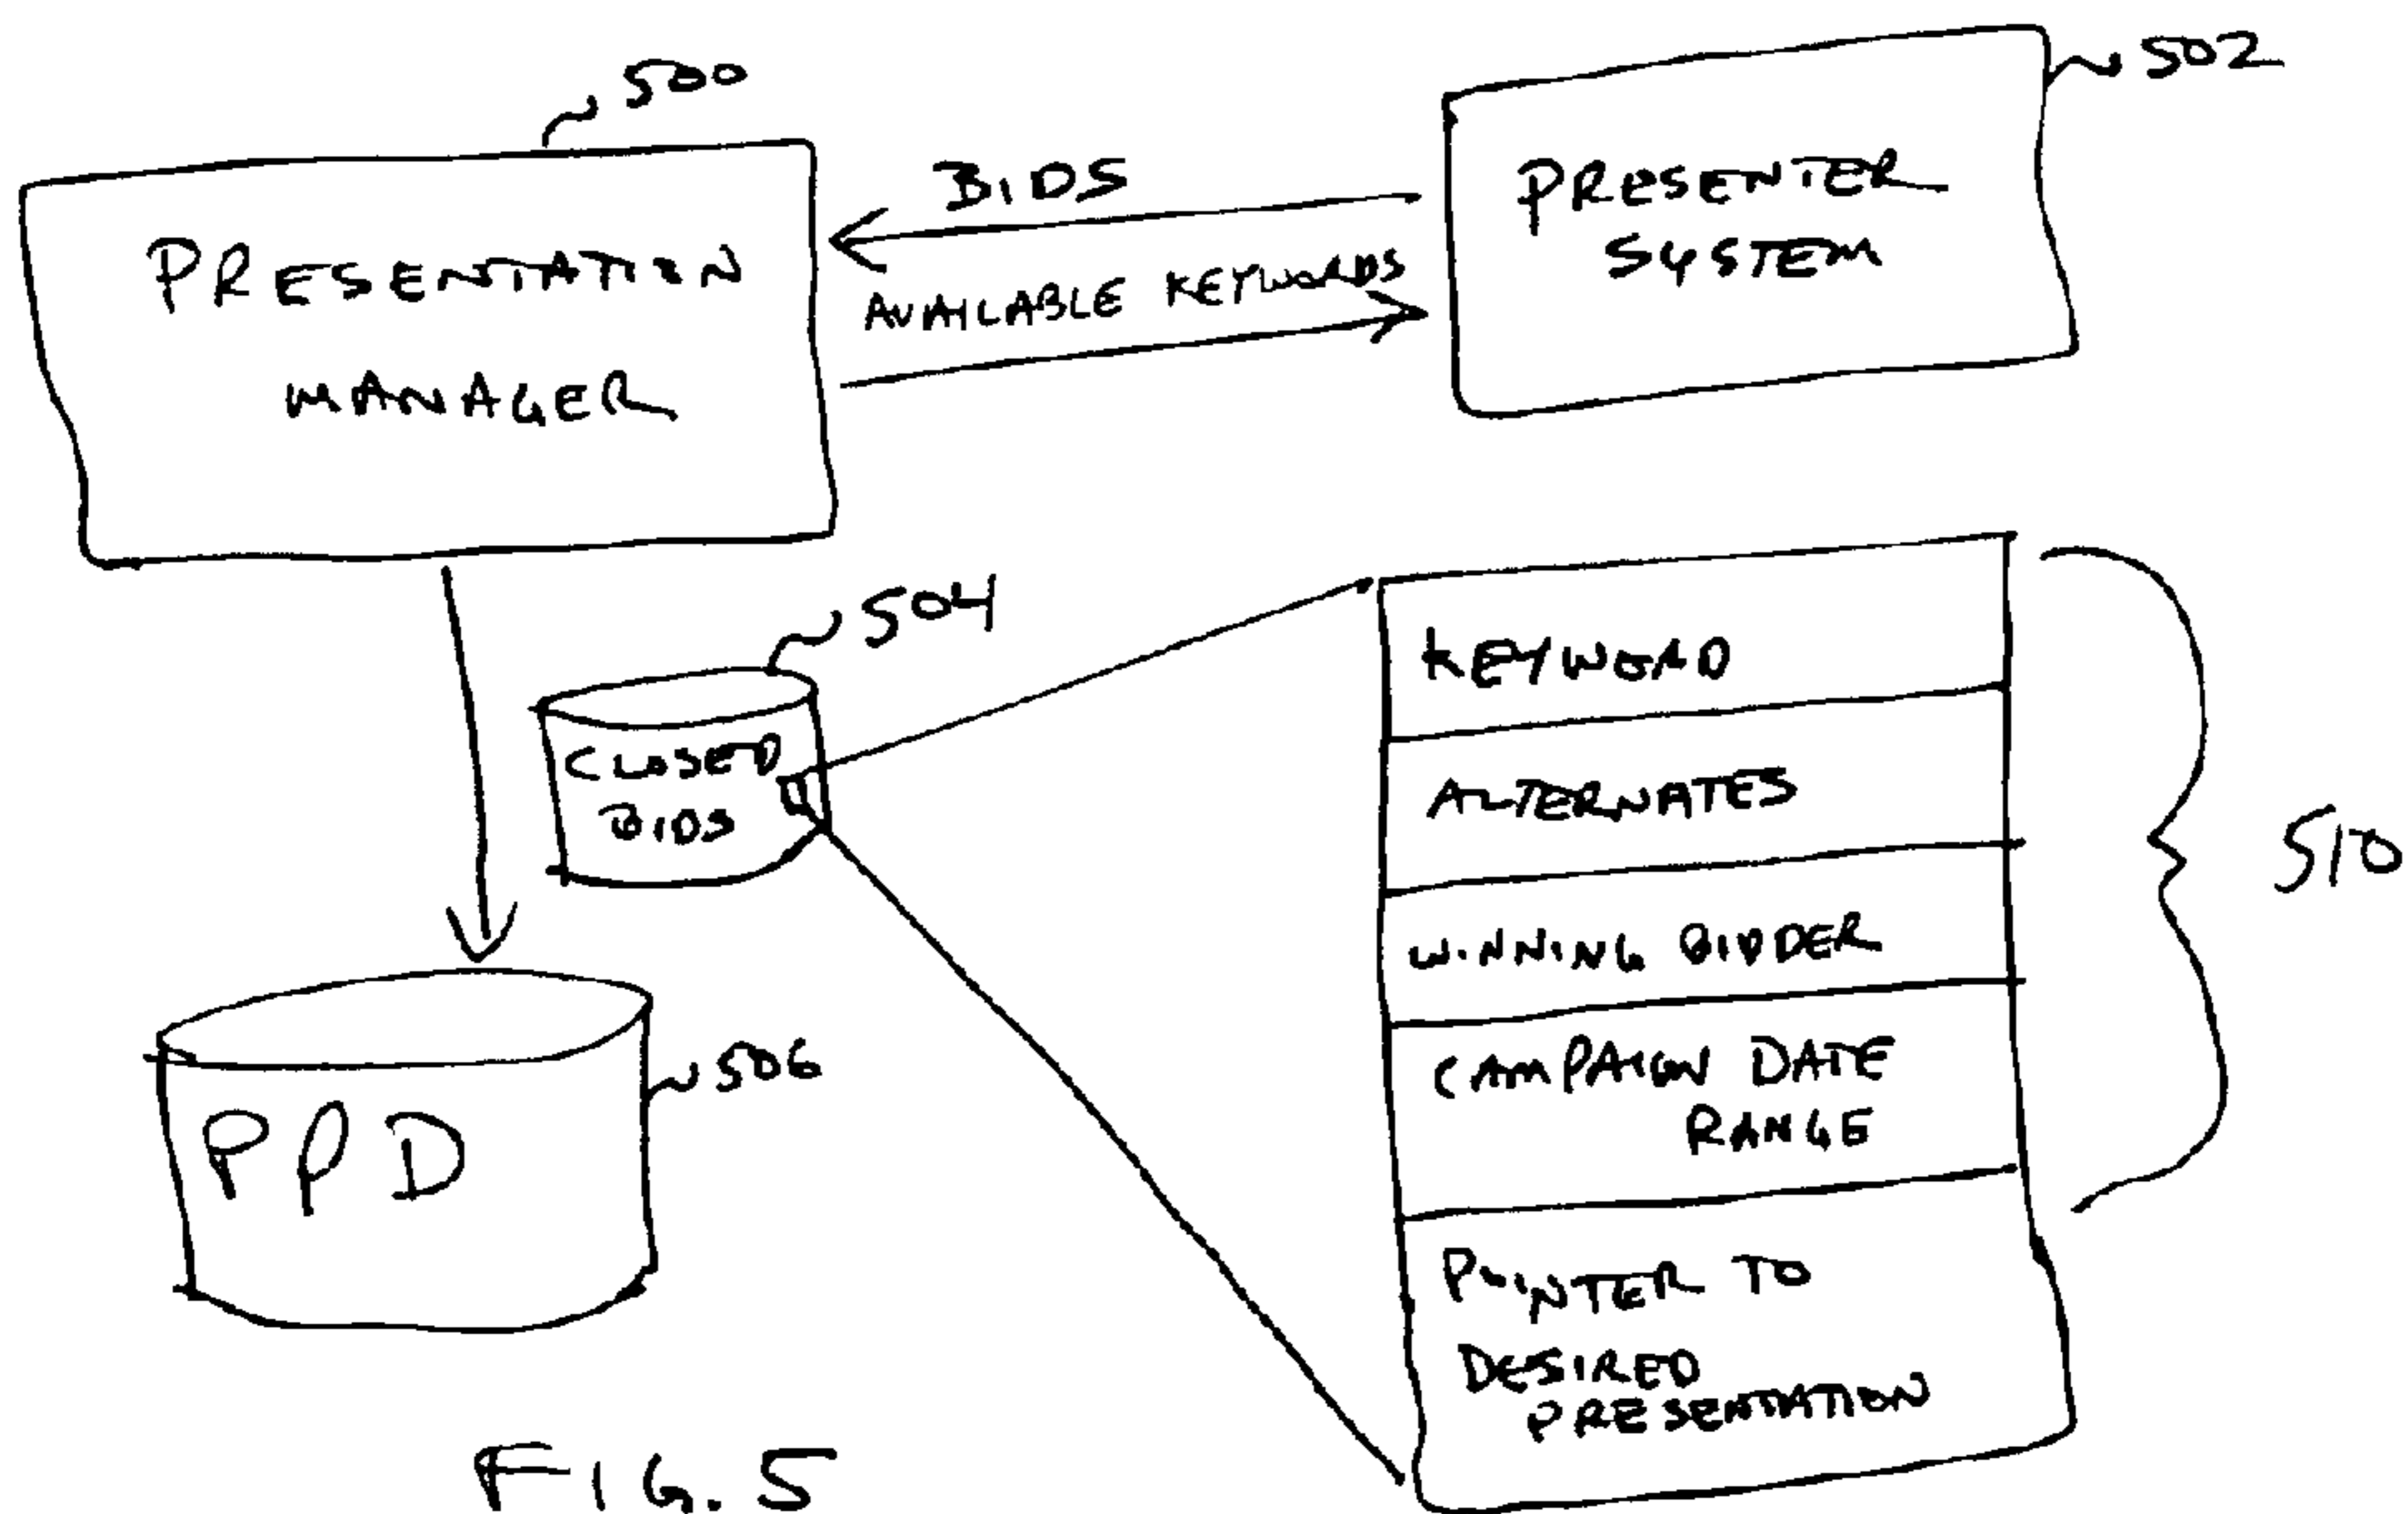 500
502
BIDS
PRESENTER
SYSTEM
PRESENTATION
MANAGER
AVAILABLE KEYWORDS
504
CLOSED
BIDS
KEYWORD
ALTERNATES
WINNING BIDDER
CAMPAIGN DATE
RANGE
POINTER TO
DESIRED
PRESENTATION
510
506
PPD
FIG. 5